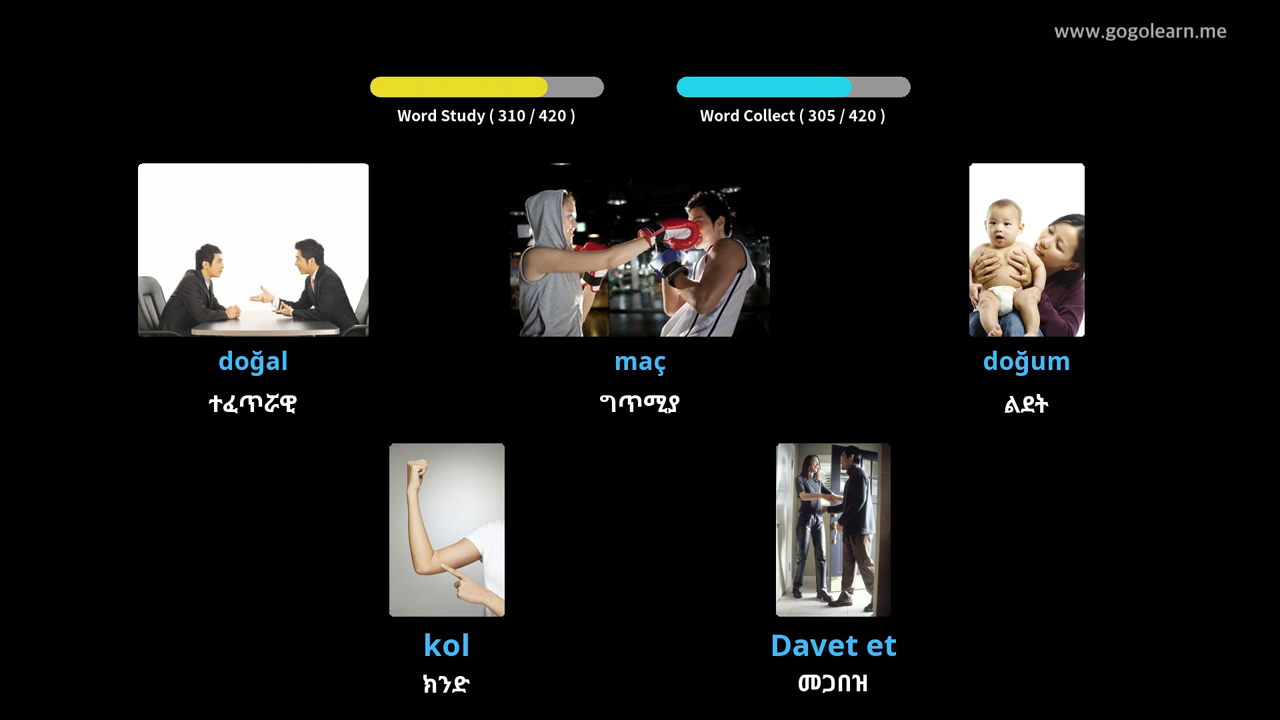 www.gogolearn.me
Word Study ( 310 / 420 )
Word Collect ( 305 / 420 )
doğal
maç
doğum
ተፈጥሯዊ
ግጥሚያ
ልደት
kol
Davet et
ክንድ
መጋበዝ